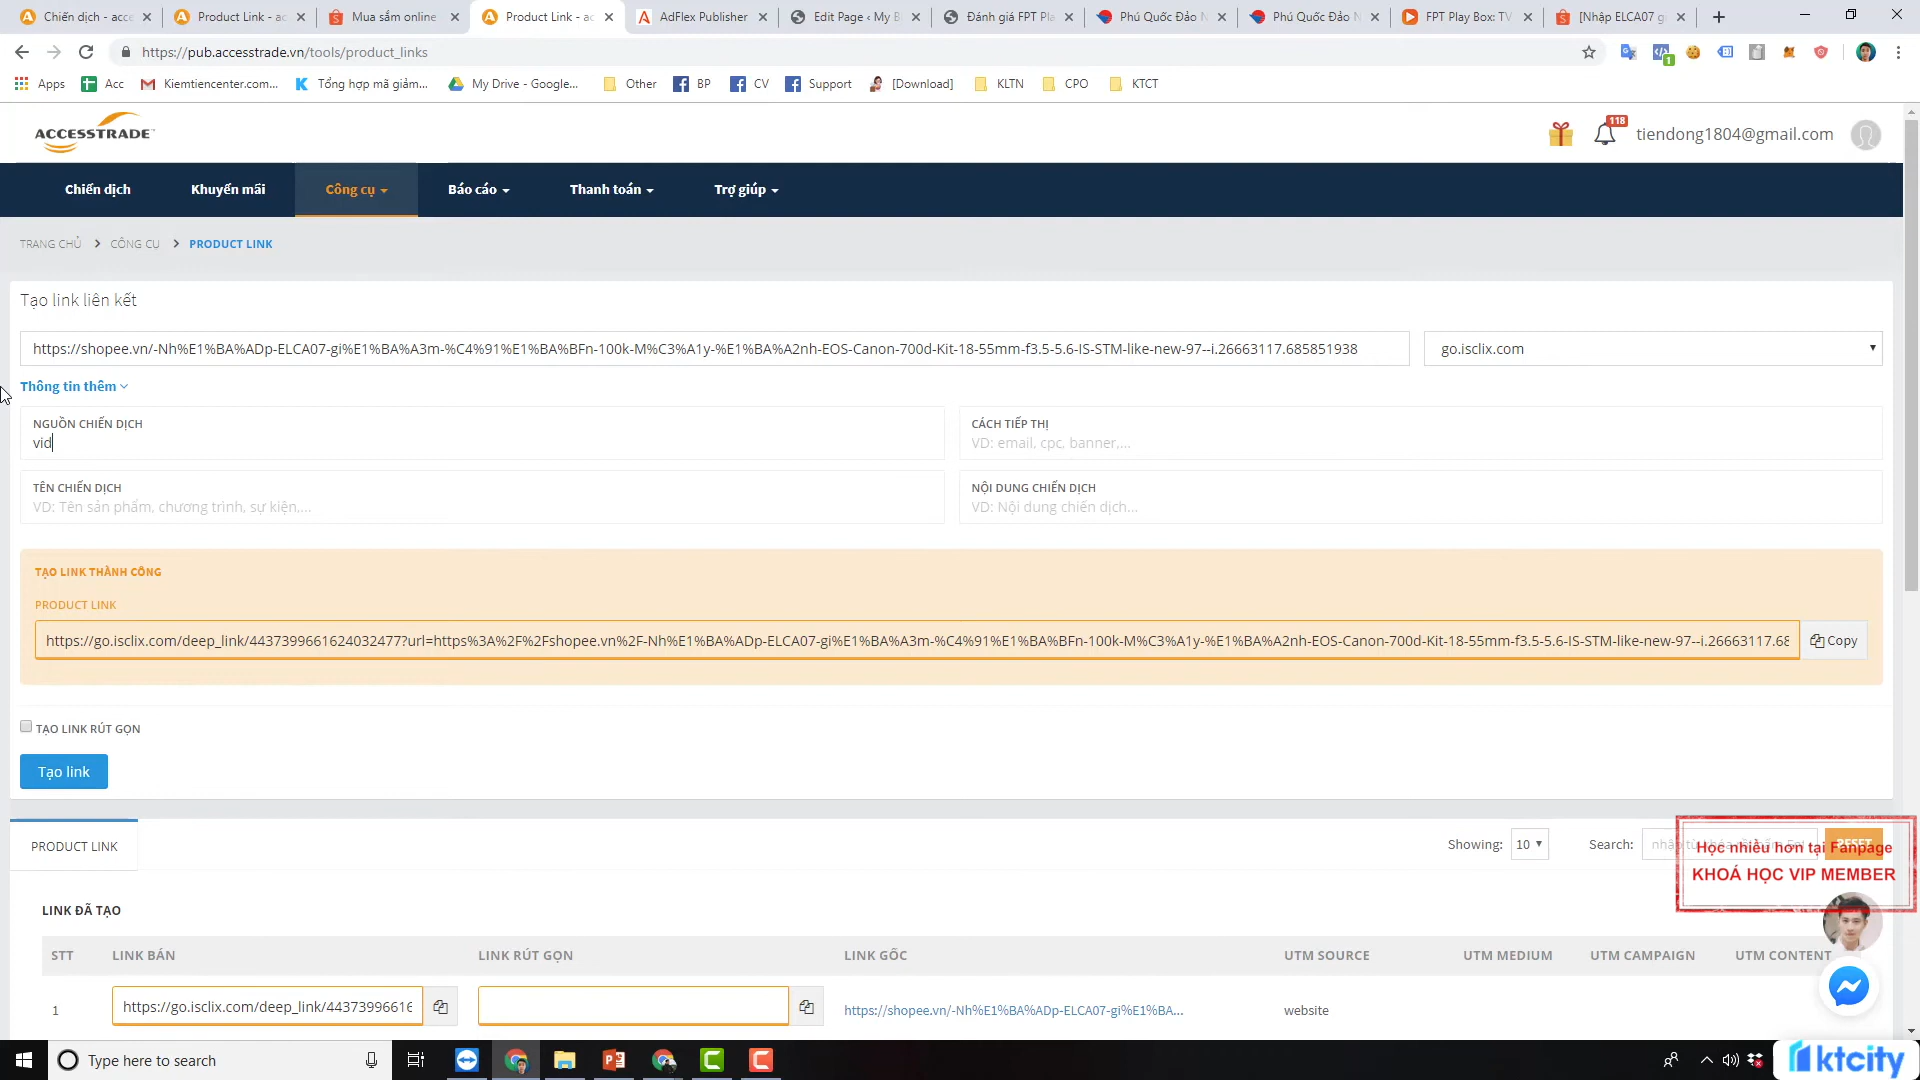 Chiến dịch - acce
Product Link - ac
Mua sắm online
Product Link - ac
AdFlex Publisher
Edit Page ‹ My B
Đánh giá FPT Pla
Phú Quốc Đảo N
Phú Quốc Đảo N
FPT Play Box: TV
[Nhập ELCA07 g
https://pub.accesstrade.vn/tools/product_links
1
Apps
Acc
Kiemtiencenter.com...
Tổng hợp mã giảm...
My Drive - Google...
Other
BP
CV
Support
[Download]
KLTN
CPO
KTCT
ACCESSTRADE
118
tiendong1804@gmail.com
Chiến dịch
Khuyến mãi
Công cụ
Báo cáo
Thanh toán
Trợ giúp
TRANG CHỦ > CÔNG CỤ > PRODUCT LINK
Tạo link liên kết
https://shopee.vn/-Nh%E1%BA%ADp-ELCA07-gi%E1%BA%A3m-%C4%91%E1%BA%BFn-100k-M%C3%A1y-%E1%BA%A2nh-EOS-Canon-700d-Kit-18-55mm-f3.5-5.6-IS-STM-like-new-97--i.26663117.685851938
go.isclix.com
Thông tin thêm
NGUỒN CHIẾN DỊCH
vid
CÁCH TIẾP THỊ
VD: email, cpc, banner,...
TÊN CHIẾN DỊCH
VD: Tên sản phẩm, chương trình, sự kiện,...
NỘI DUNG CHIẾN DỊCH
VD: Nội dung chiến dịch...
TẠO LINK THÀNH CÔNG
PRODUCT LINK
https://go.isclix.com/deep_link/4437399661624032477?url=https%3A%2F%2Fshopee.vn%2F-Nh%E1%BA%ADp-ELCA07-gi%E1%BA%A3m-%C4%91%E1%BA%BFn-100k-M%C3%A1y-%E1%BA%A2nh-EOS-Canon-700d-Kit-18-55mm-f3.5-5.6-IS-STM-like-new-97--i.26663117.68
Copy
TẠO LINK RÚT GỌN
Tạo link
PRODUCT LINK
Showing: 10
Search:
RESET
Học nhiều hơn tại Fanpage
KHOÁ HỌC VIP MEMBER
LINK ĐÃ TẠO
STT
LINK BÁN
LINK RÚT GỌN
LINK GỐC
UTM SOURCE
UTM MEDIUM
UTM CAMPAIGN
UTM CONTENT
1
https://go.isclix.com/deep_link/44373996616
https://shopee.vn/-Nh%E1%BA%ADp-ELCA07-gi%E1%BA...
website
Type here to search
ktcity